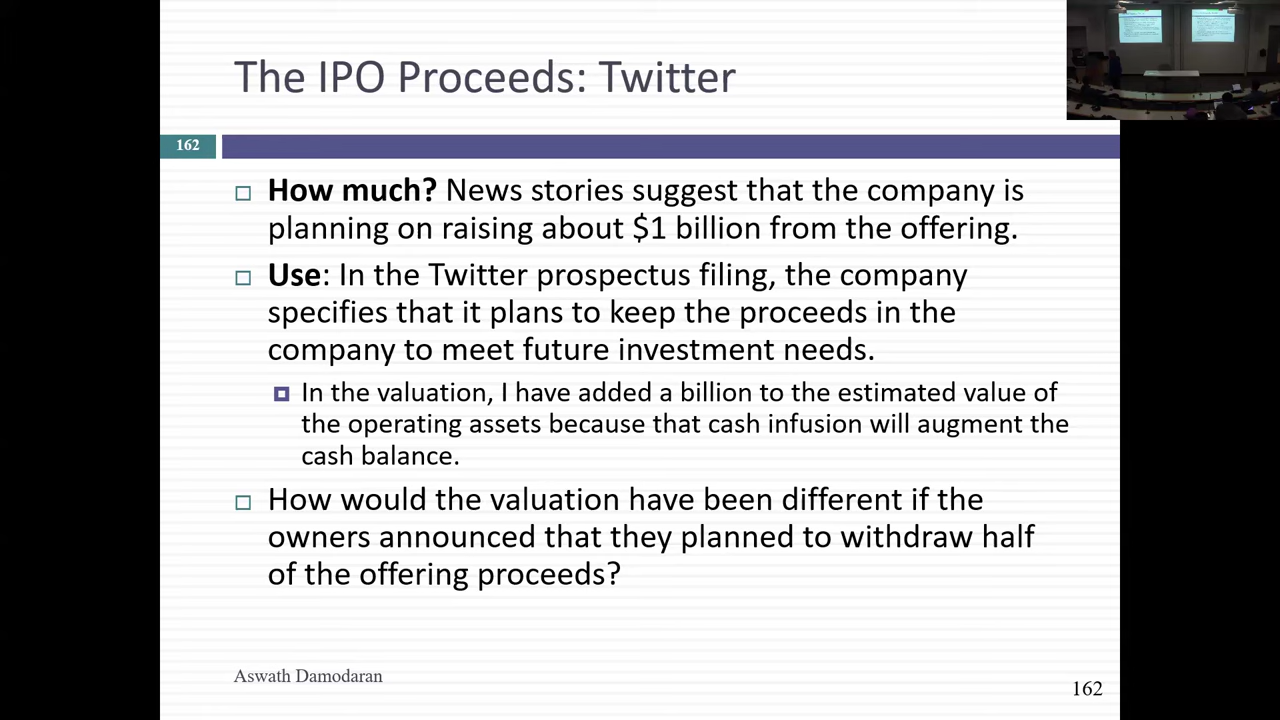 The IPO Proceeds: Twitter
162
How much? News stories suggest that the company is
planning on raising about $1 billion from the offering.
Use: In the Twitter prospectus filing, the company
specifies that it plans to keep the proceeds in the
company to meet future investment needs.
In the valuation, I have added a billion to the estimated value of
the operating assets because that cash infusion will augment the
cash balance.
How would the valuation have been different if the
owners announced that they planned to withdraw half
of the offering proceeds?
Aswath Damodaran
162